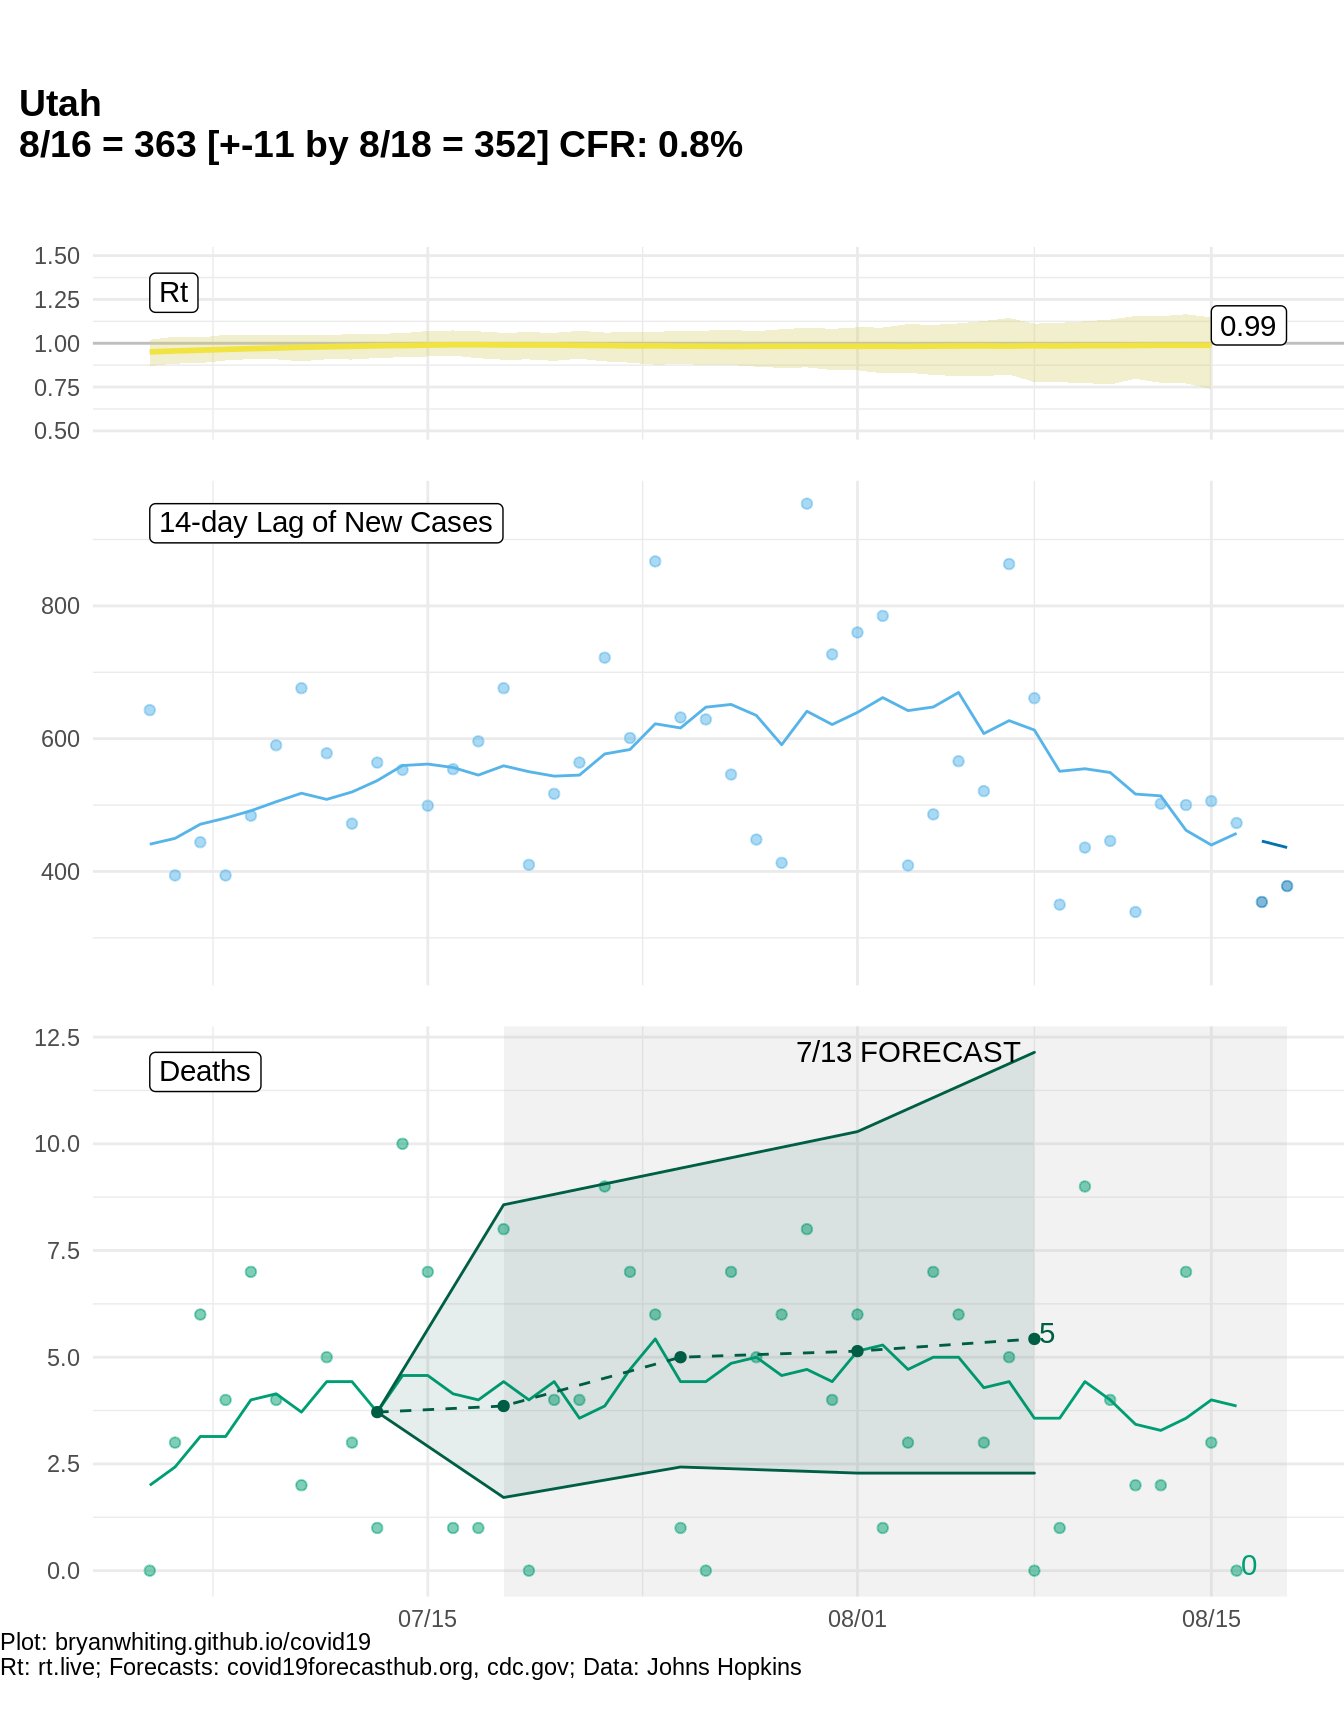 Utah
8/16 = 363 [+-11 by 8/18 = 352] CFR: 0.8%
1.50
Rt
1.25
0.99
1.00
0.75
0.50
14-day Lag of New Cases
800
600
400
12.5
7/13 FORECAST
Deaths
10.0
7.5
5
5.0
2.5
0
0.0
07/15 08/01 08/15
Plot: bryanwhiting.github.io/covid19
Rt: rt.live; Forecasts: covid19forecasthub.org, cdc.gov; Data: Johns Hopkins